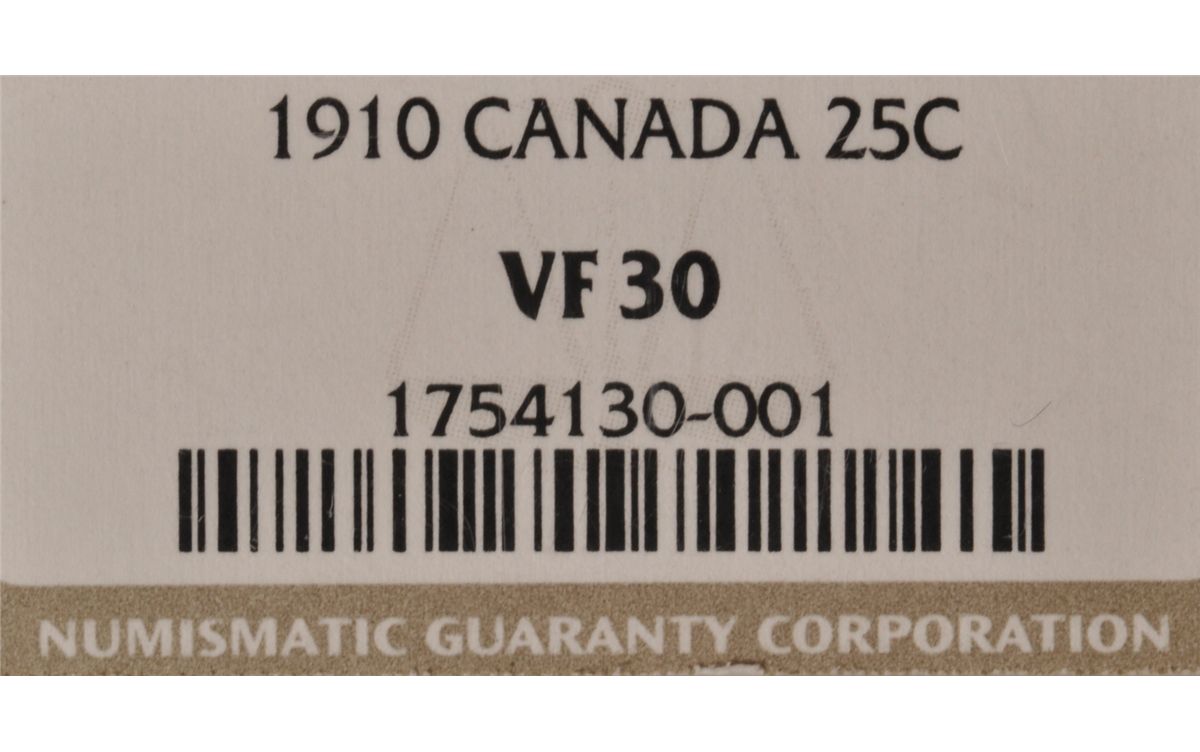 1910 CANADA 25C
VF 30
1754130-001
NUMISMATIC GUARANTY CORPORATION